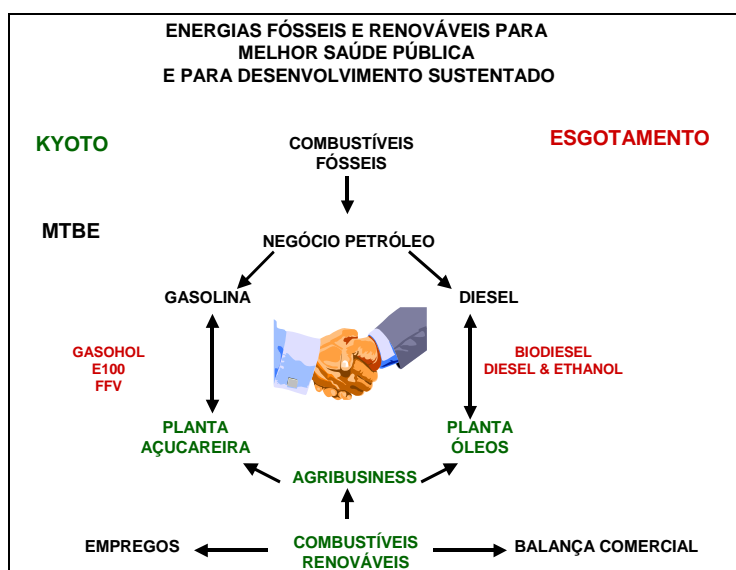 ENERGIAS FÓSSEIS E RENOVÁVEIS PARA
MELHOR SAÚDE PÚBLICA
E PARA DESENVOLVIMENTO SUSTENTADO
KYOTO
COMBUSTÍVEIS
FÓSSEIS
ESGOTAMENTO
MTBE
NEGÓCIO PETRÓLEO
GASOLINA
DIESEL
GASOHOL
E100
FFV
BIODIESEL
DIESEL & ETHANOL
PLANTA
AÇUCAREIRA
PLANTA
ÓLEOS
AGRIBUSINESS
EMPREGOS
COMBUSTÍVEIS
RENOVÁVEIS
BALANÇA COMERCIAL